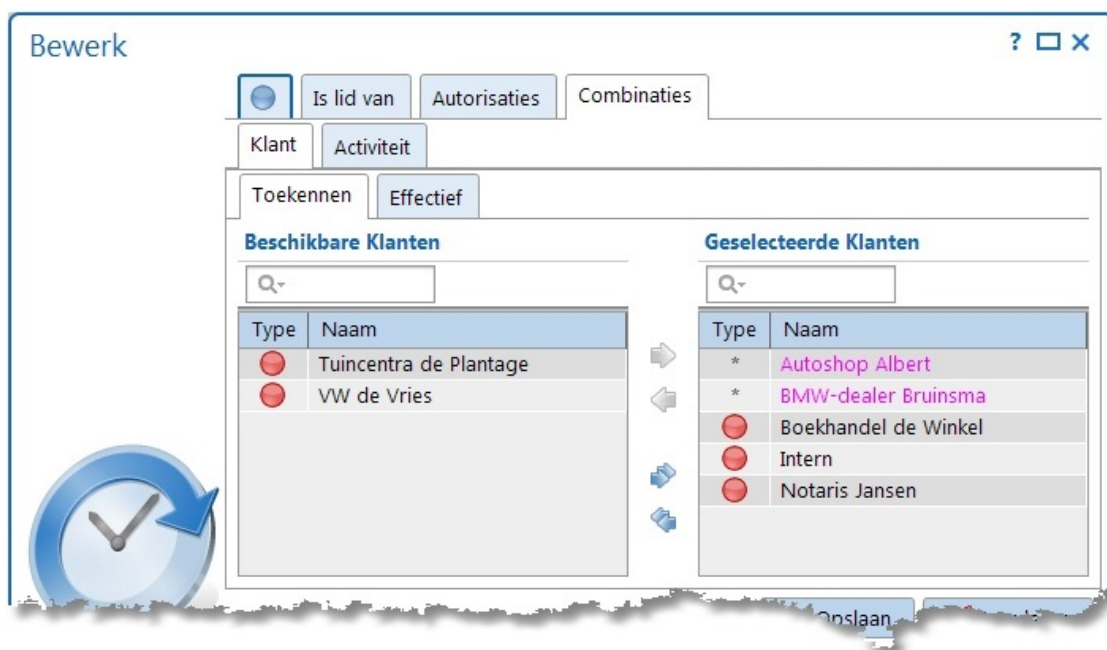 Bewerk
?
Is lid van Autorisaties Combinaties
Klant Activiteit
Toekennen Effectief
Beschikbare Klanten
Type Naam
Tuincentra de Plantage
VW de Vries
Geselecteerde Klanten
Type Naam
* Autoshop Albert
* BMW-dealer Bruinsma
Boekhandel de Winkel
Intern
Notaris Jansen
Opslaan